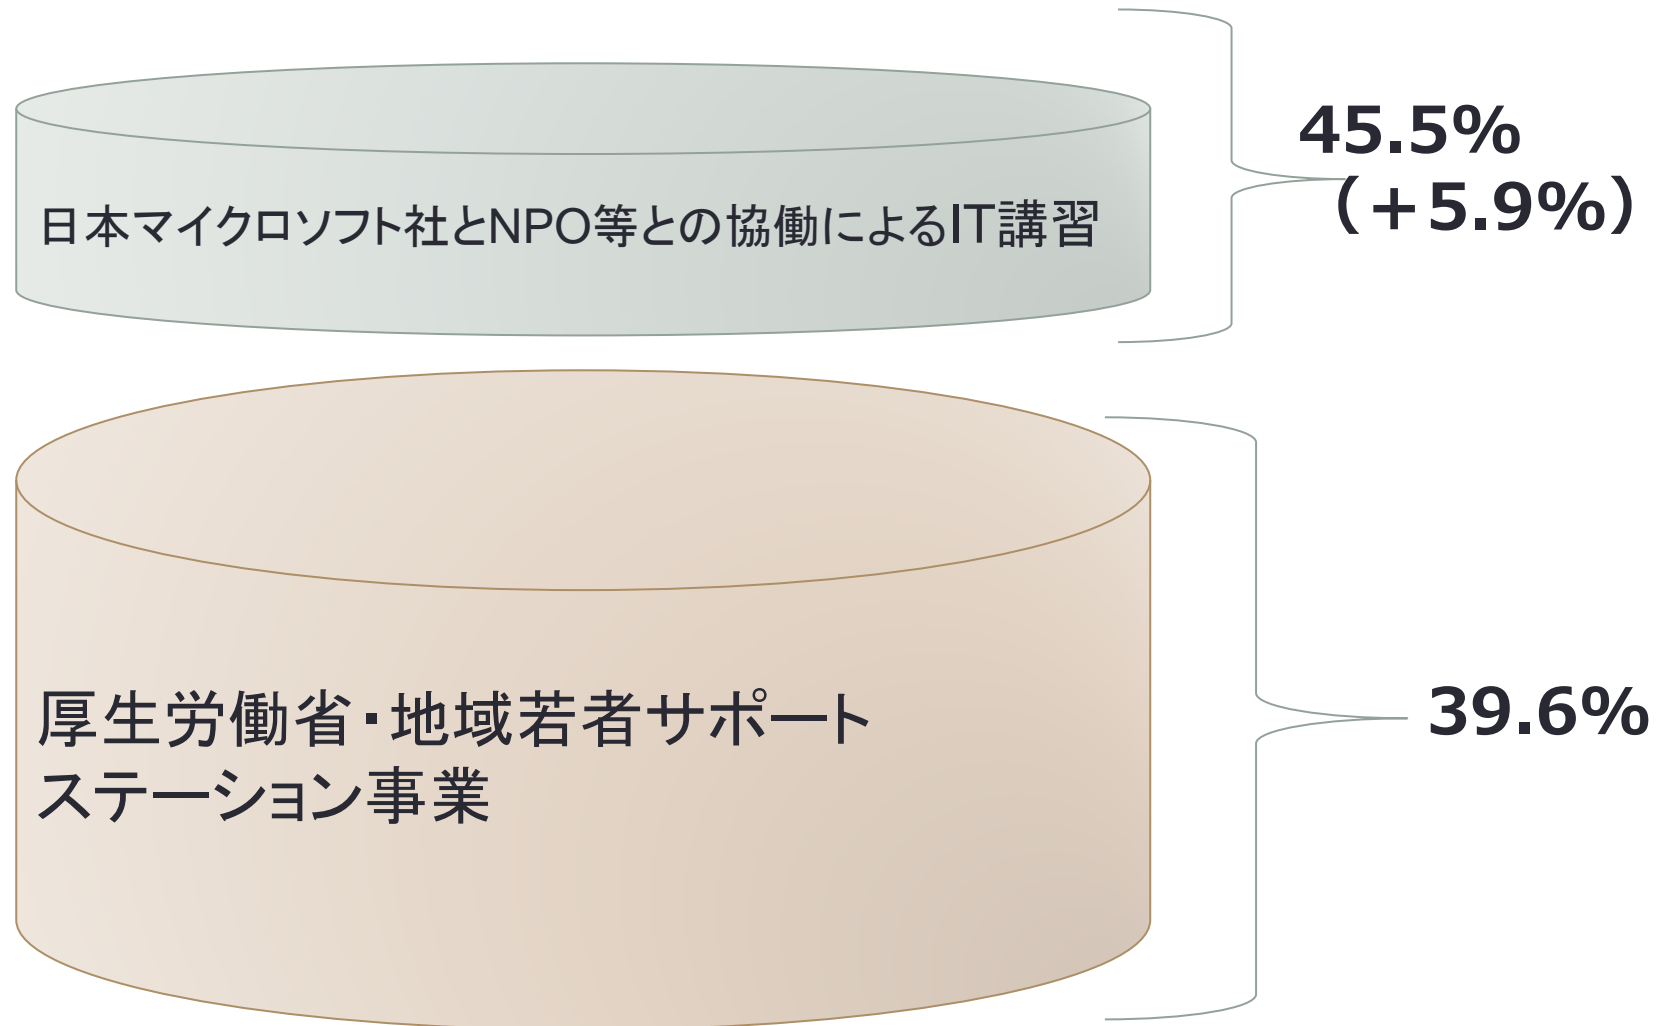 日本マイクロソフト社とNPO等との協働によるIT講習
45.5%
（+5.9%）
厚生労働省・地域若者サポート
ステーション事業
39.6%